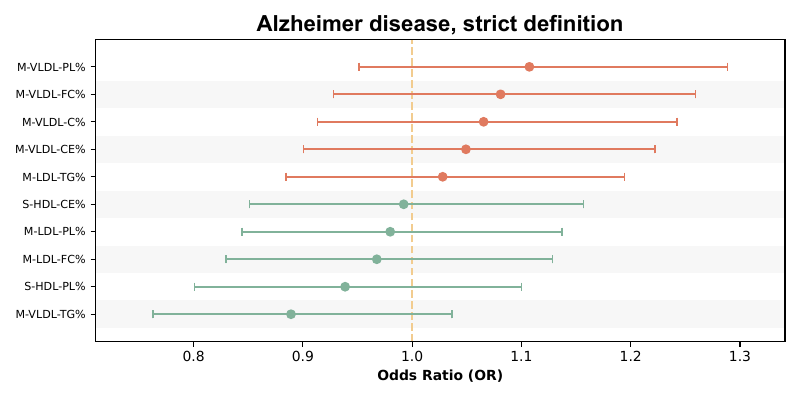 Alzheimer disease, strict definition
M-VLDL-PL%
M-VLDL-FC%
M-VLDL-C%
M-VLDL-CE%
M-LDL-TG%
S-HDL-CE%
M-LDL-PL%
M-LDL-FC%
S-HDL-PL%
M-VLDL-TG%
0.8 0.9 1.0 1.1 1.2 1.3
Odds Ratio (OR)